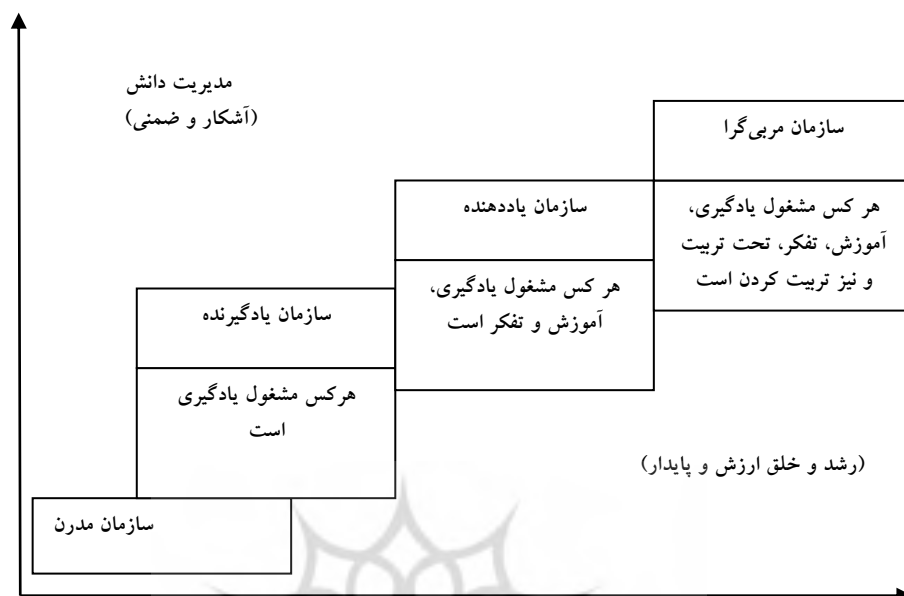 مدیریت دانش
(آشکار و ضمنی)
سازمان مربی‌گرا
هر کس مشغول یادگیری،
آموزش، تفکر، تحت تربیت
و نیز تربیت کردن است
سازمان یاددهنده
هر کس مشغول یادگیری،
آموزش و تفکر است
سازمان یادگیرنده
هرکس مشغول یادگیری
است
(رشد و خلق ارزش و پایدار)
سازمان مدرن